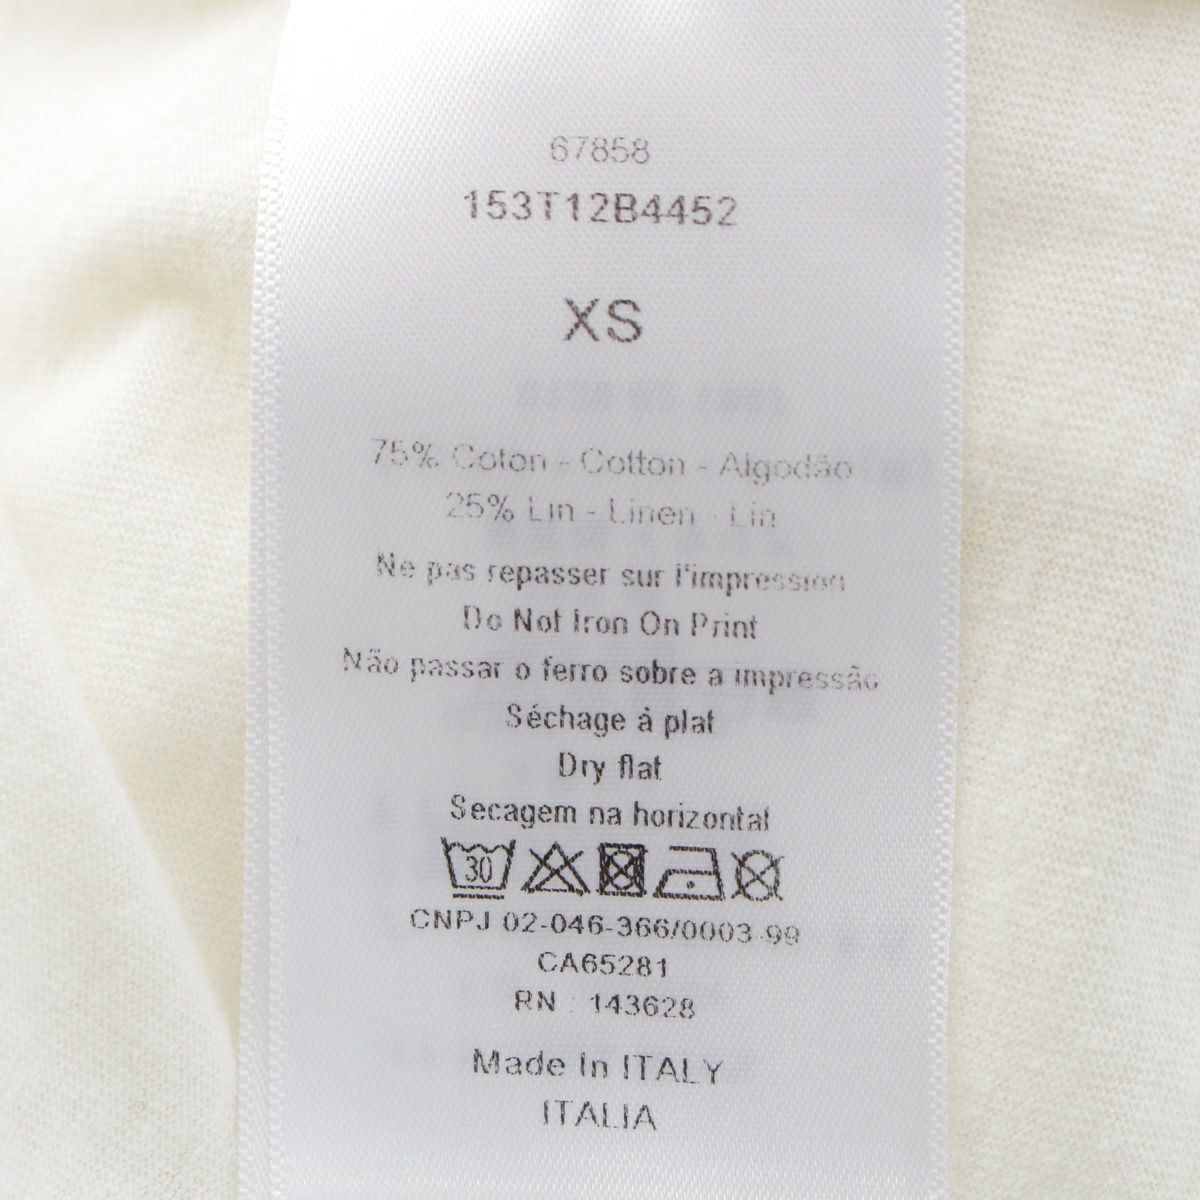 67858
153T12B4452
XS
75% Coton - Cotton - Algodão
25% Lin - Linen - Lin
Ne pas repasser sur l'impression
Do Not Iron On Print
Não passar o ferro sobre a impressão
Séchage à plat
Dry flat
Secagem na horizontal
30
CNPJ 02-046-366/0003-99
CA65281
RN : 143628
Made In ITALY
ITALIA